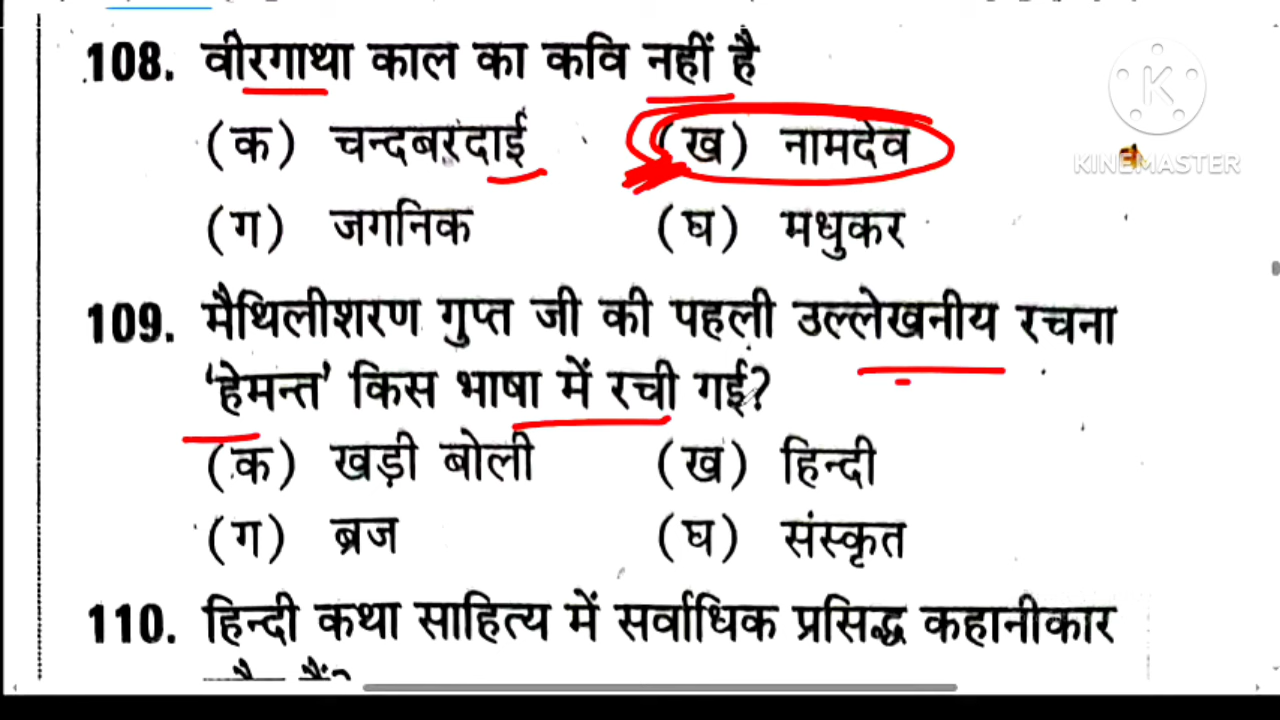 108. वीरगाथा काल का कवि नहीं है
(क) चन्दबरदाई (ख) नामदेव
K
KINEMASTER
(ग) जगनिक (घ) मधुकर
109. मैथिलीशरण गुप्त जी की पहली उल्लेखनीय रचना
'हेमन्त' किस भाषा में रची गई?
(क) खड़ी बोली (ख) हिन्दी
(ग) ब्रज (घ) संस्कृत
110. हिन्दी कथा साहित्य में सर्वाधिक प्रसिद्ध कहानीकार